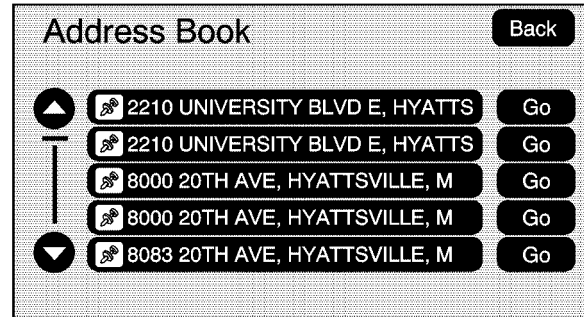 Address Book
Back
2210 UNIVERSITY BLVD E, HYATTS Go
2210 UNIVERSITY BLVD E, HYATTS Go
8000 20TH AVE, HYATTSVILLE, M Go
8000 20TH AVE, HYATTSVILLE, M Go
8083 20TH AVE, HYATTSVILLE, M Go